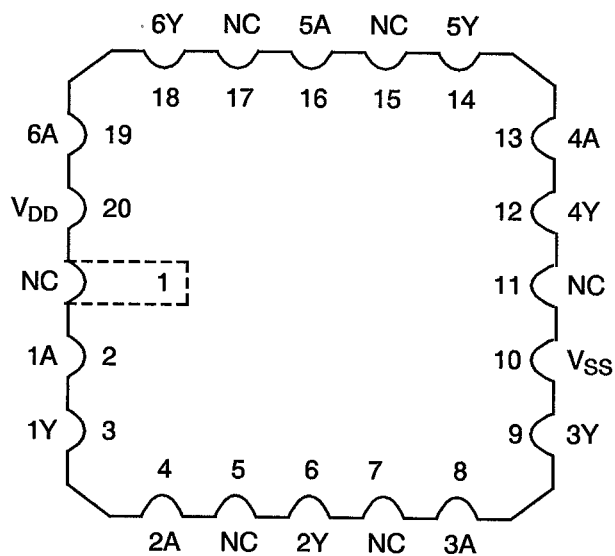 6Y NC 5A NC 5Y
18 17 16 15 14
6A 19 13 4A
VDD 20 12 4Y
NC 1 11 NC
1A 2 10 VSS
1Y 3 9 3Y
4 5 6 7 8
2A NC 2Y NC 3A